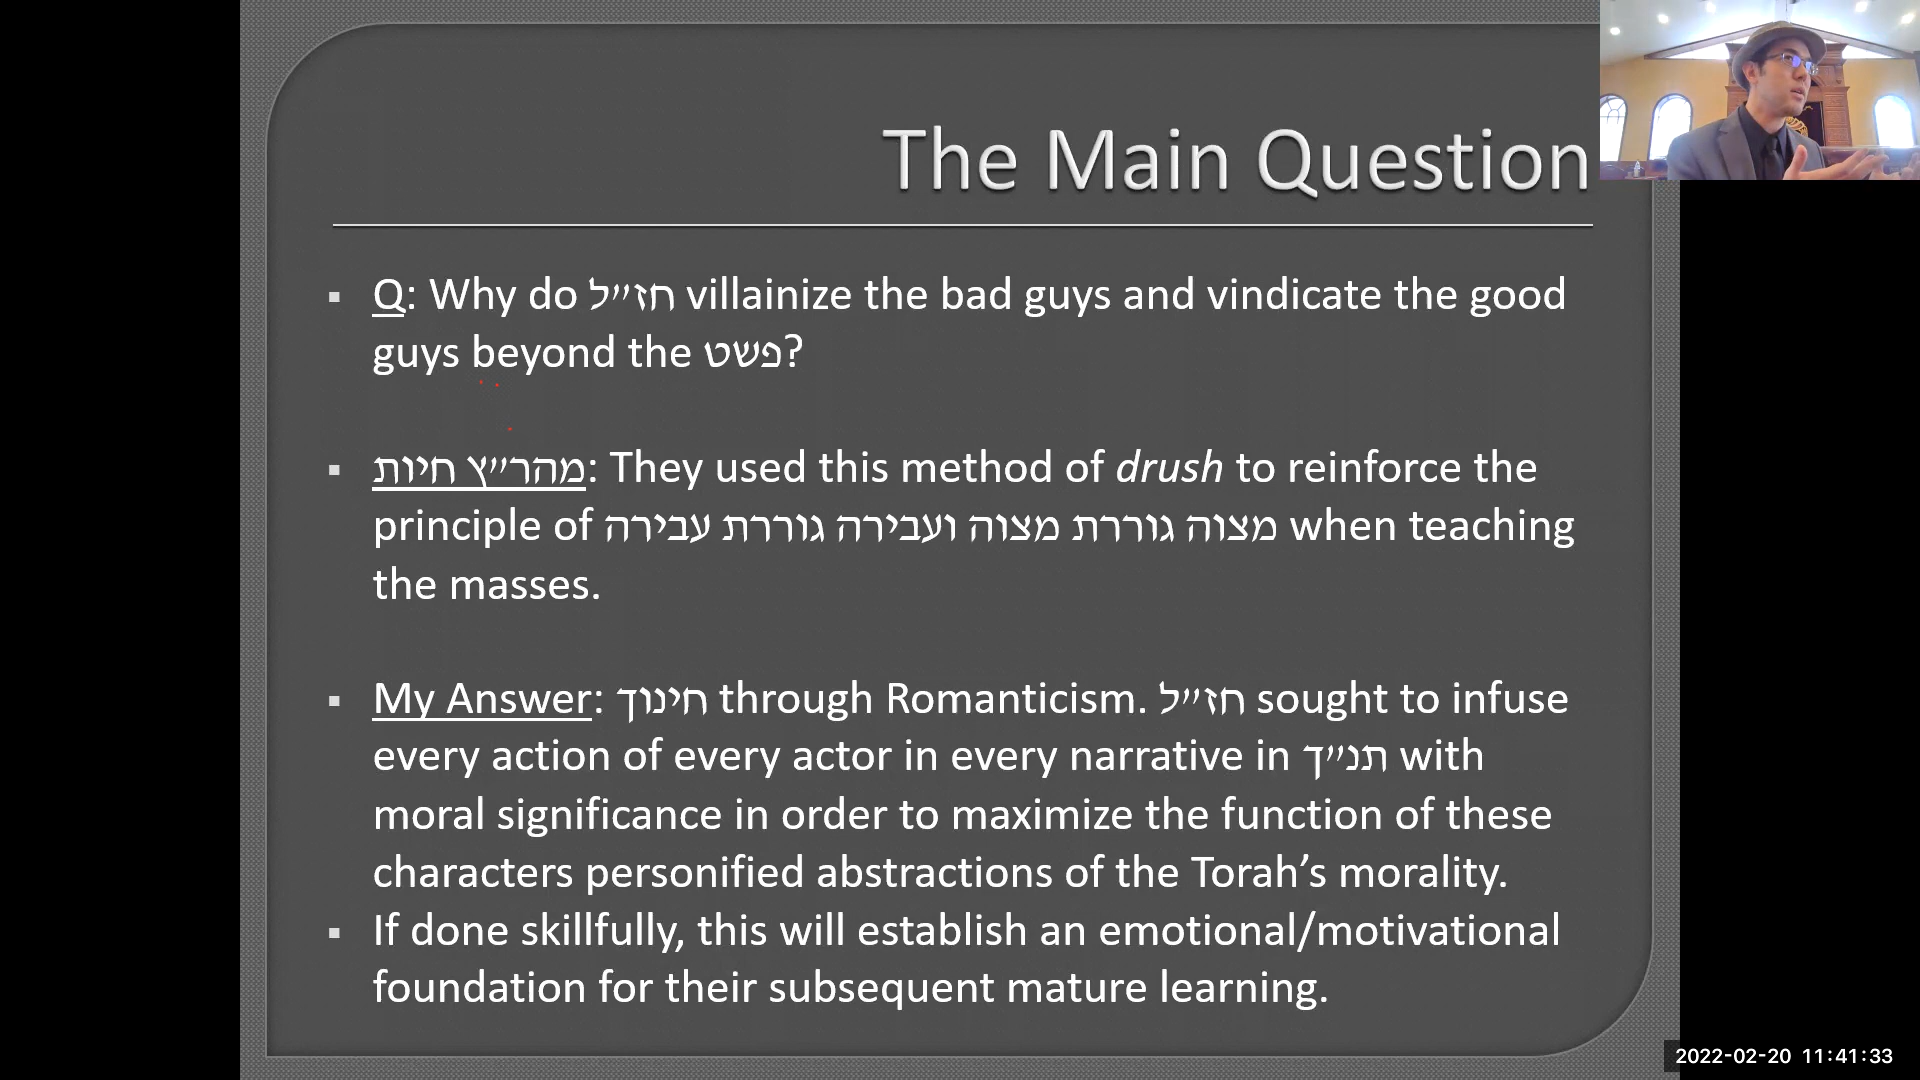 The Main Question
Q: Why do חז״ל villainize the bad guys and vindicate the good
guys beyond the פשט?
מהר״ץ חיות: They used this method of drush to reinforce the
principle of מצוה גוררת מצוה ועבירה גוררת עבירה when teaching
the masses.
My Answer: חינוך through Romanticism. חז״ל sought to infuse
every action of every actor in every narrative in תנ״ך with
moral significance in order to maximize the function of these
characters personified abstractions of the Torah’s morality.
If done skillfully, this will establish an emotional/motivational
foundation for their subsequent mature learning.
2022-02-20 11:41:33